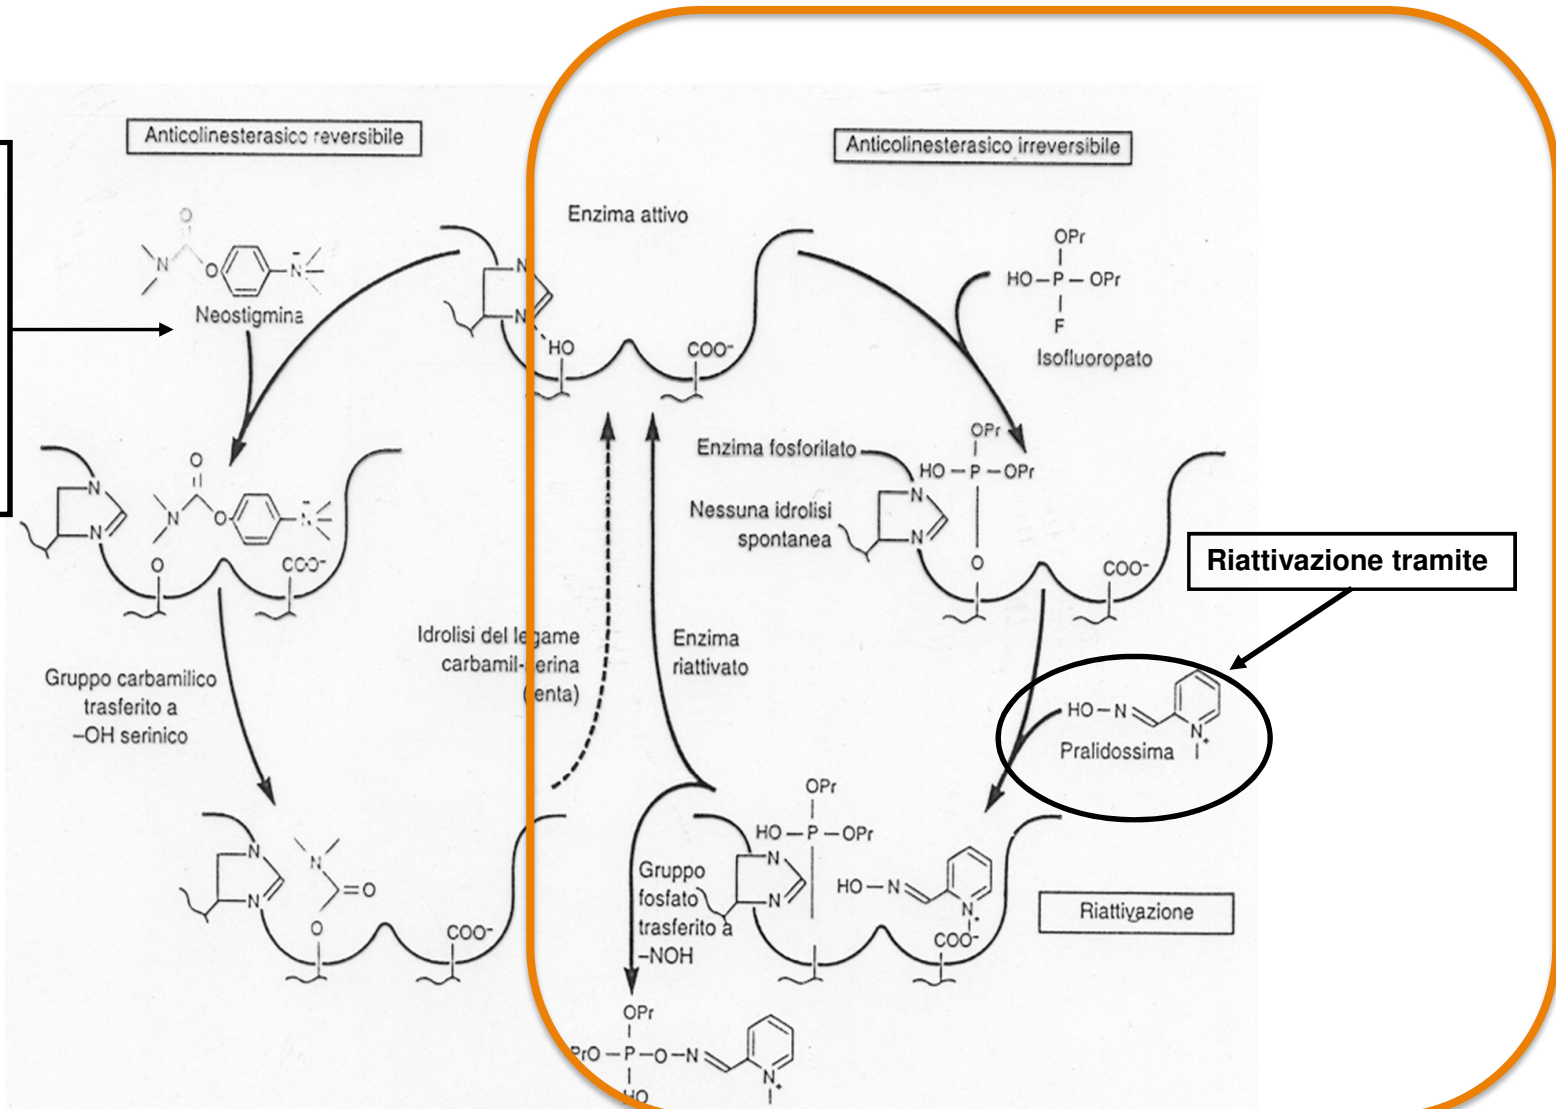 Anticolinesterasico reversibile
Anticolinesterasico irreversibile
Enzima attivo
O
N
O
N
Neostigmina
N
N
HO
COO⁻
OPr
HO–P–OPr
F
Isofluoropato
Enzima fosforilato
Nessuna idrolisi
spontanea
OPr
HO–P–OPr
N
N
O
COO⁻
O
N
N
N
O
N
O
COO⁻
Riattivazione tramite
Idrolisi del legame
carbamil-serina
(lenta)
Enzima
riattivato
Gruppo carbamilico
trasferito a
–OH serinico
HO–N
N⁺
Pralidossima
N
N
N
O
O
COO⁻
Gruppo
fosfato
trasferito a
–NOH
OPr
HO–P–OPr
N
N
HO–N
N⁺
COO⁻
Riattivazione
OPr
PrO–P–O–N
HO
N⁺